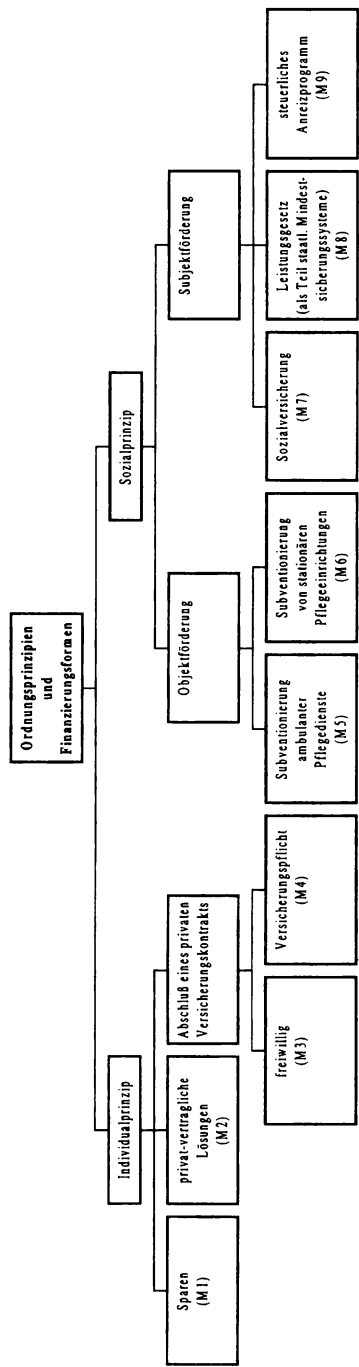 Ordnungsprinzipien
und
Finanzierungsformen
Individualprinzip
Sozialprinzip
Sparen
(M1)
privat-vertragliche
Lösungen
(M2)
Abschluß eines privaten
Versicherungskontrakts
Objektförderung
Subjektförderung
freiwillig
(M3)
Versicherungspflicht
(M4)
Subventionierung
ambulanter
Pflegedienste
(M5)
Subventionierung
von stationären
Pflegeeinrichtungen
(M6)
Sozialversicherung
(M7)
Leistungsgesetz
(als Teil staatl. Mindest-
sicherungssysteme)
(M8)
steuerliches
Anreizprogramm
(M9)